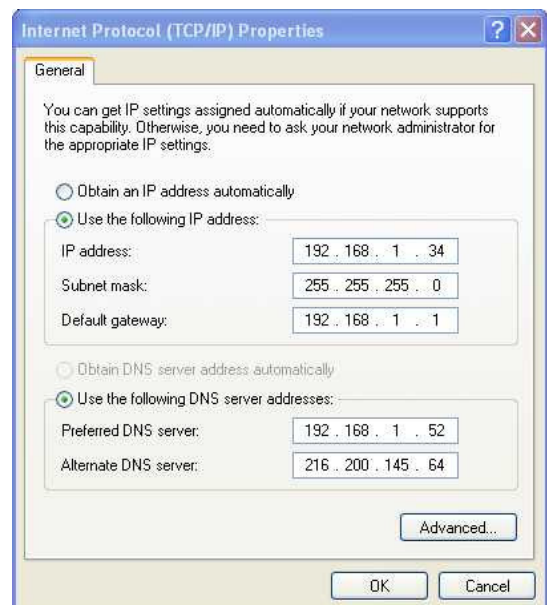 Internet Protocol (TCP/IP) Properties
General
You can get IP settings assigned automatically if your network supports
this capability. Otherwise, you need to ask your network administrator for
the appropriate IP settings.
Obtain an IP address automatically
Use the following IP address:
IP address: 192 . 168 . 1 . 34
Subnet mask: 255 . 255 . 255 . 0
Default gateway: 192 . 168 . 1 . 1
Obtain DNS server address automatically
Use the following DNS server addresses:
Preferred DNS server: 192 . 168 . 1 . 52
Alternate DNS server: 216 . 200 . 145 . 64
Advanced...
OK Cancel